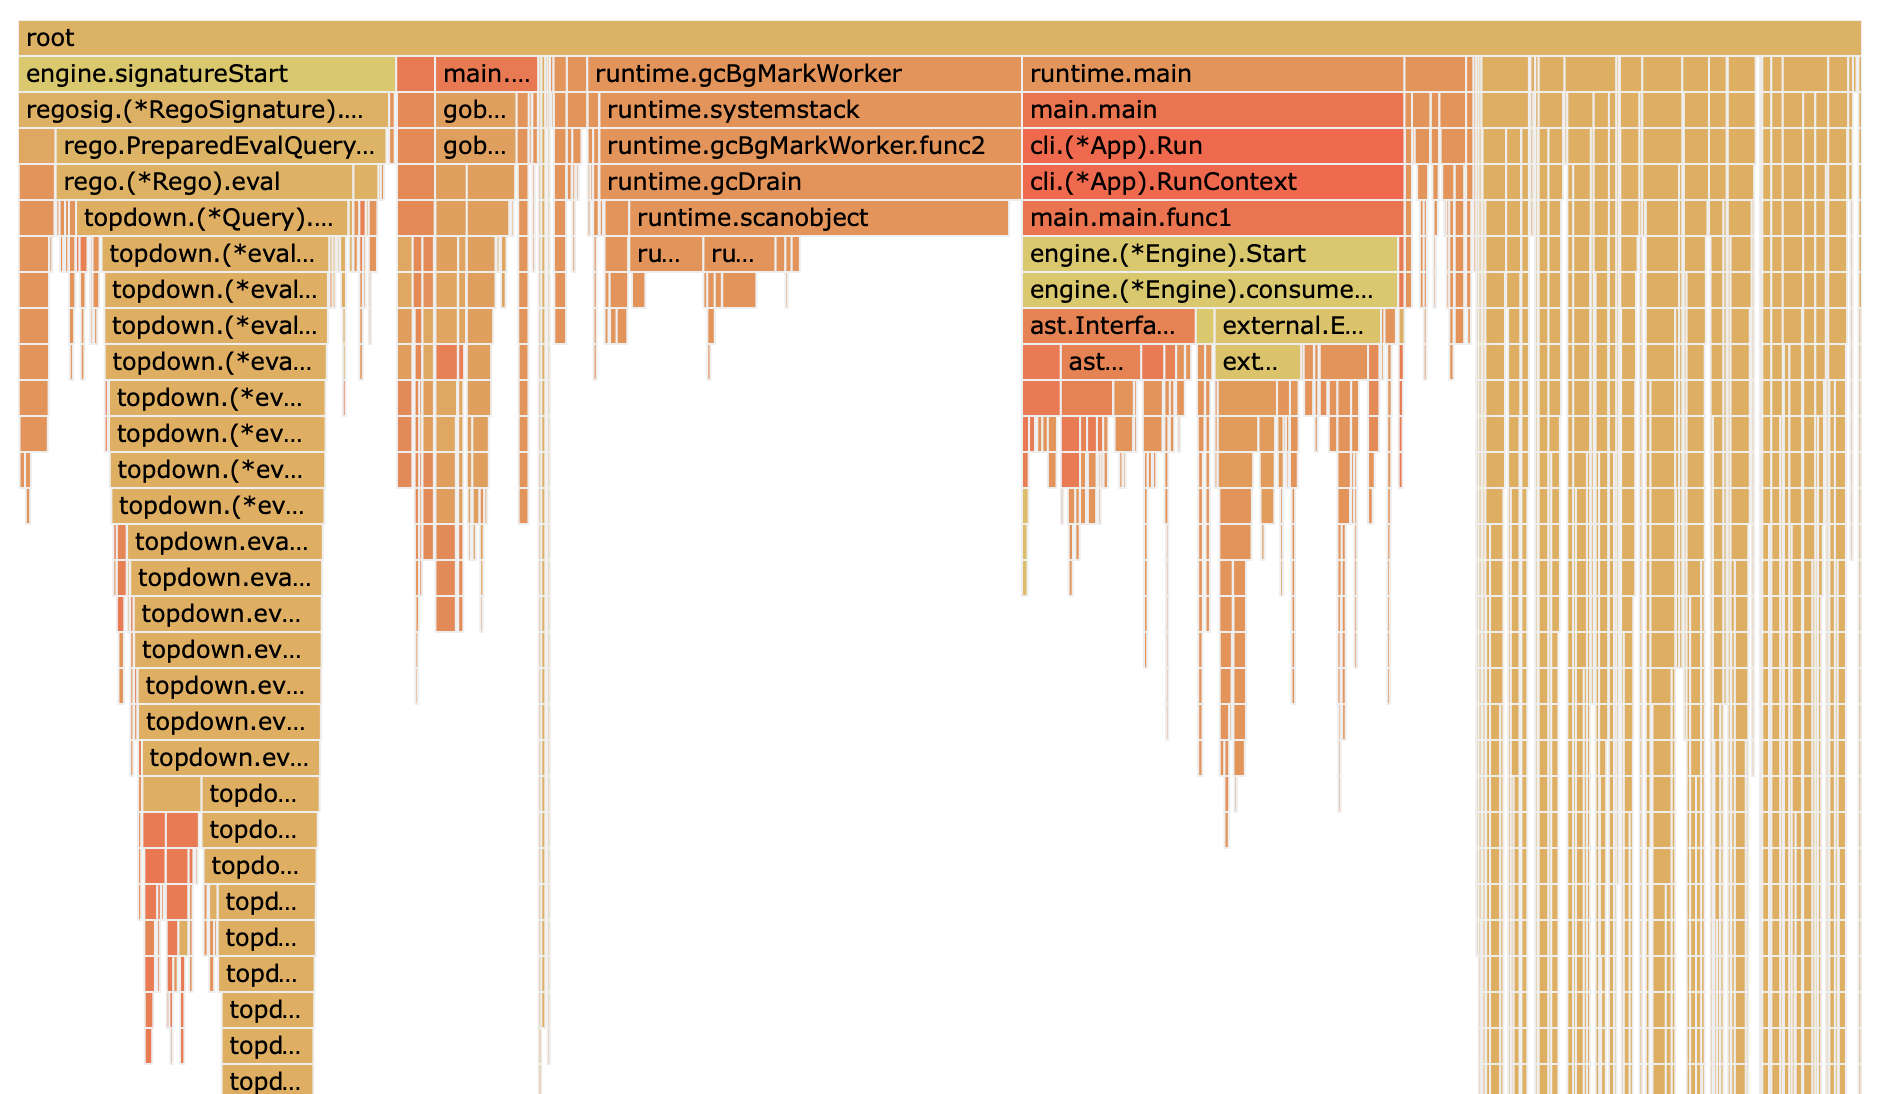 root
engine.signatureStart main.... runtime.gcBgMarkWorker runtime.main
regosig.(*RegoSignature).... gob... runtime.systemstack main.main
rego.PreparedEvalQuery... gob... runtime.gcBgMarkWorker.func2 cli.(*App).Run
rego.(*Rego).eval runtime.gcDrain cli.(*App).RunContext
topdown.(*Query).... runtime.scanobject main.main.func1
topdown.(*eval... ru... ru... engine.(*Engine).Start
topdown.(*eval... engine.(*Engine).consume...
topdown.(*eval... ast.Interfa... external.E...
topdown.(*eva... ast... ext...
topdown.(*ev...
topdown.(*ev...
topdown.(*ev...
topdown.(*ev...
topdown.eva...
topdown.eva...
topdown.ev...
topdown.ev...
topdown.ev...
topdown.ev...
topdown.ev...
topdo...
topdo...
topdo...
topd...
topd...
topd...
topd...
topd...
topd...